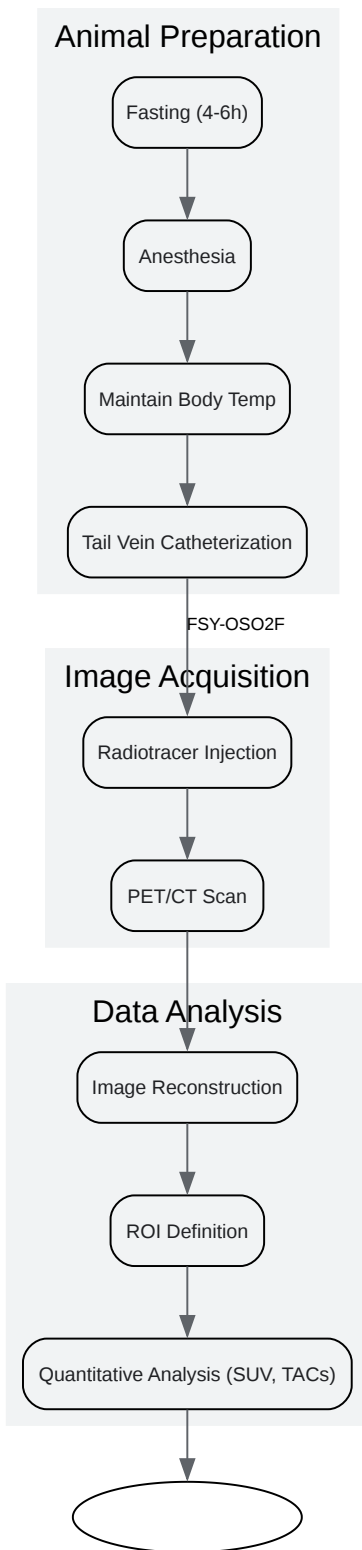 Animal Preparation
Fasting (4-6h)
Anesthesia
Maintain Body Temp
Tail Vein Catheterization
FSY-OSO2F
Image Acquisition
Radiotracer Injection
PET/CT Scan
Data Analysis
Image Reconstruction
ROI Definition
Quantitative Analysis (SUV, TACs)